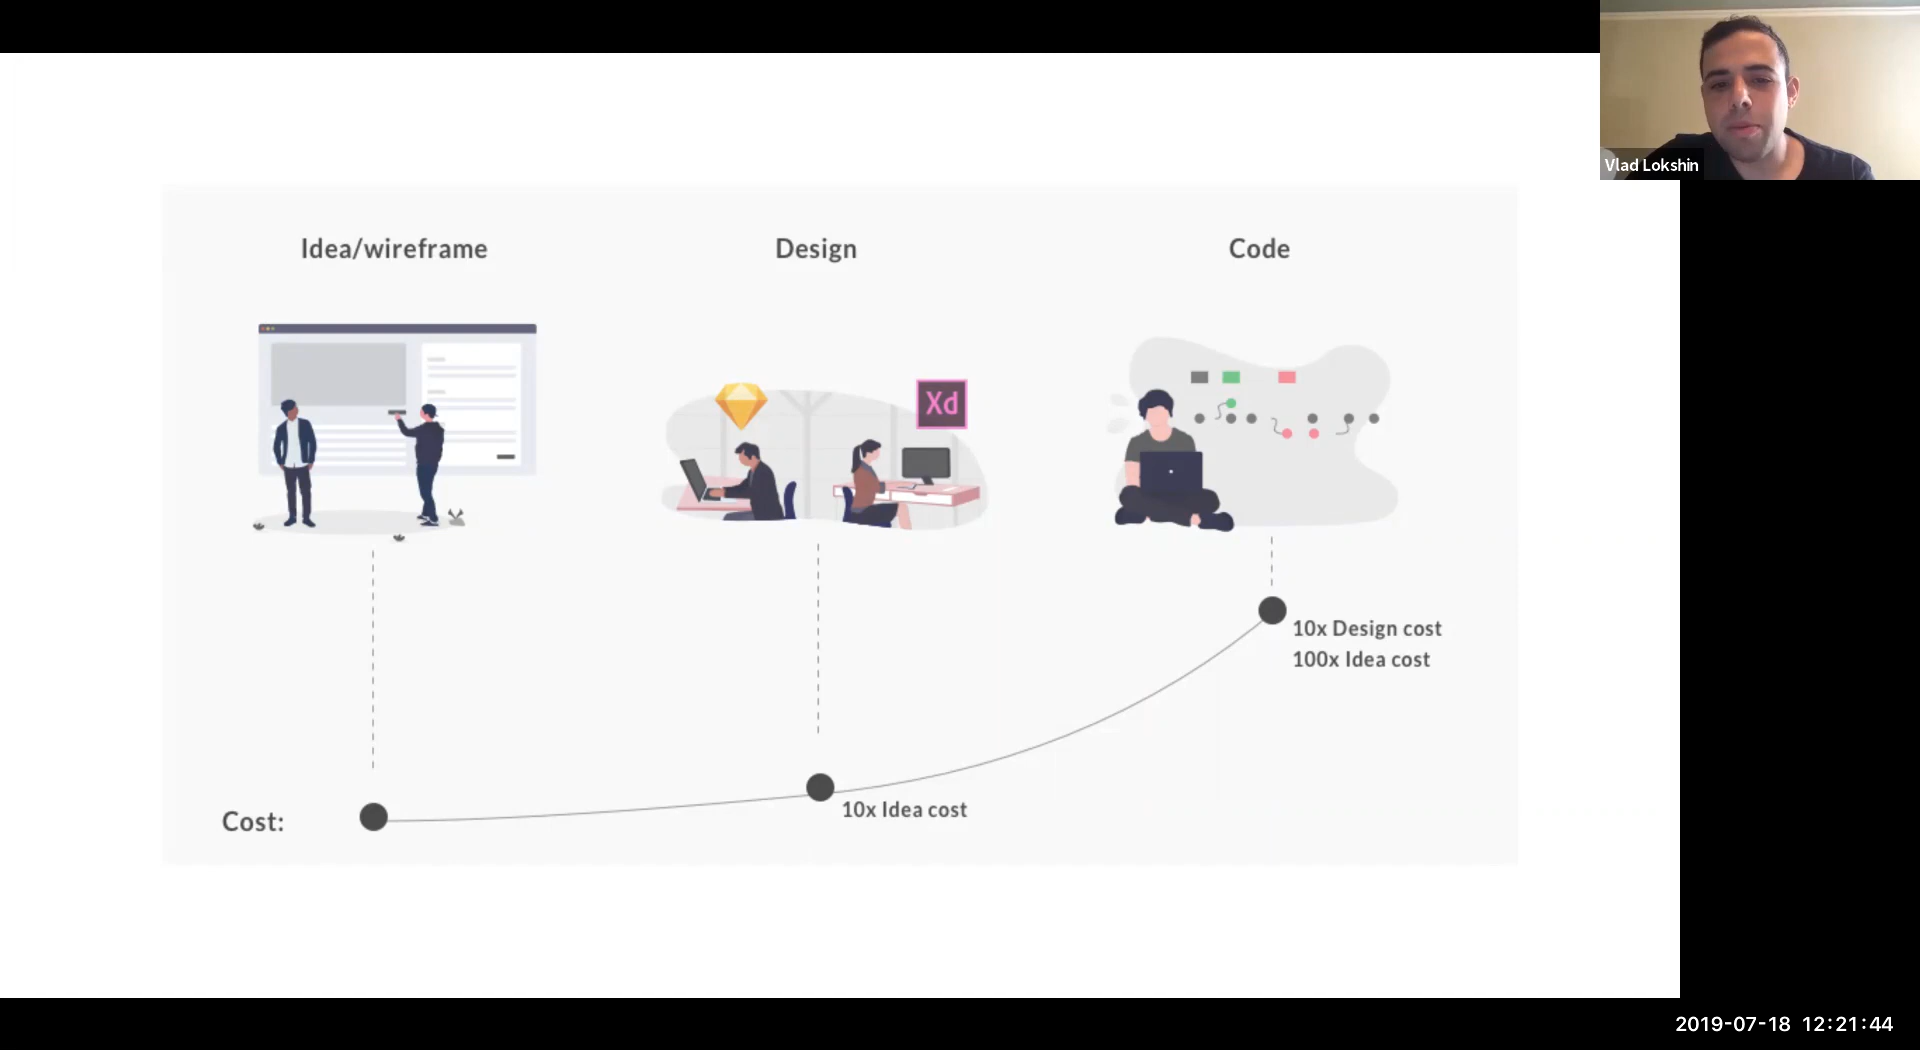 Vlad Lokshin
Idea/wireframe
Design
Code
Xd
10x Design cost
100x Idea cost
Cost:
10x Idea cost
2019-07-18 12:21:44